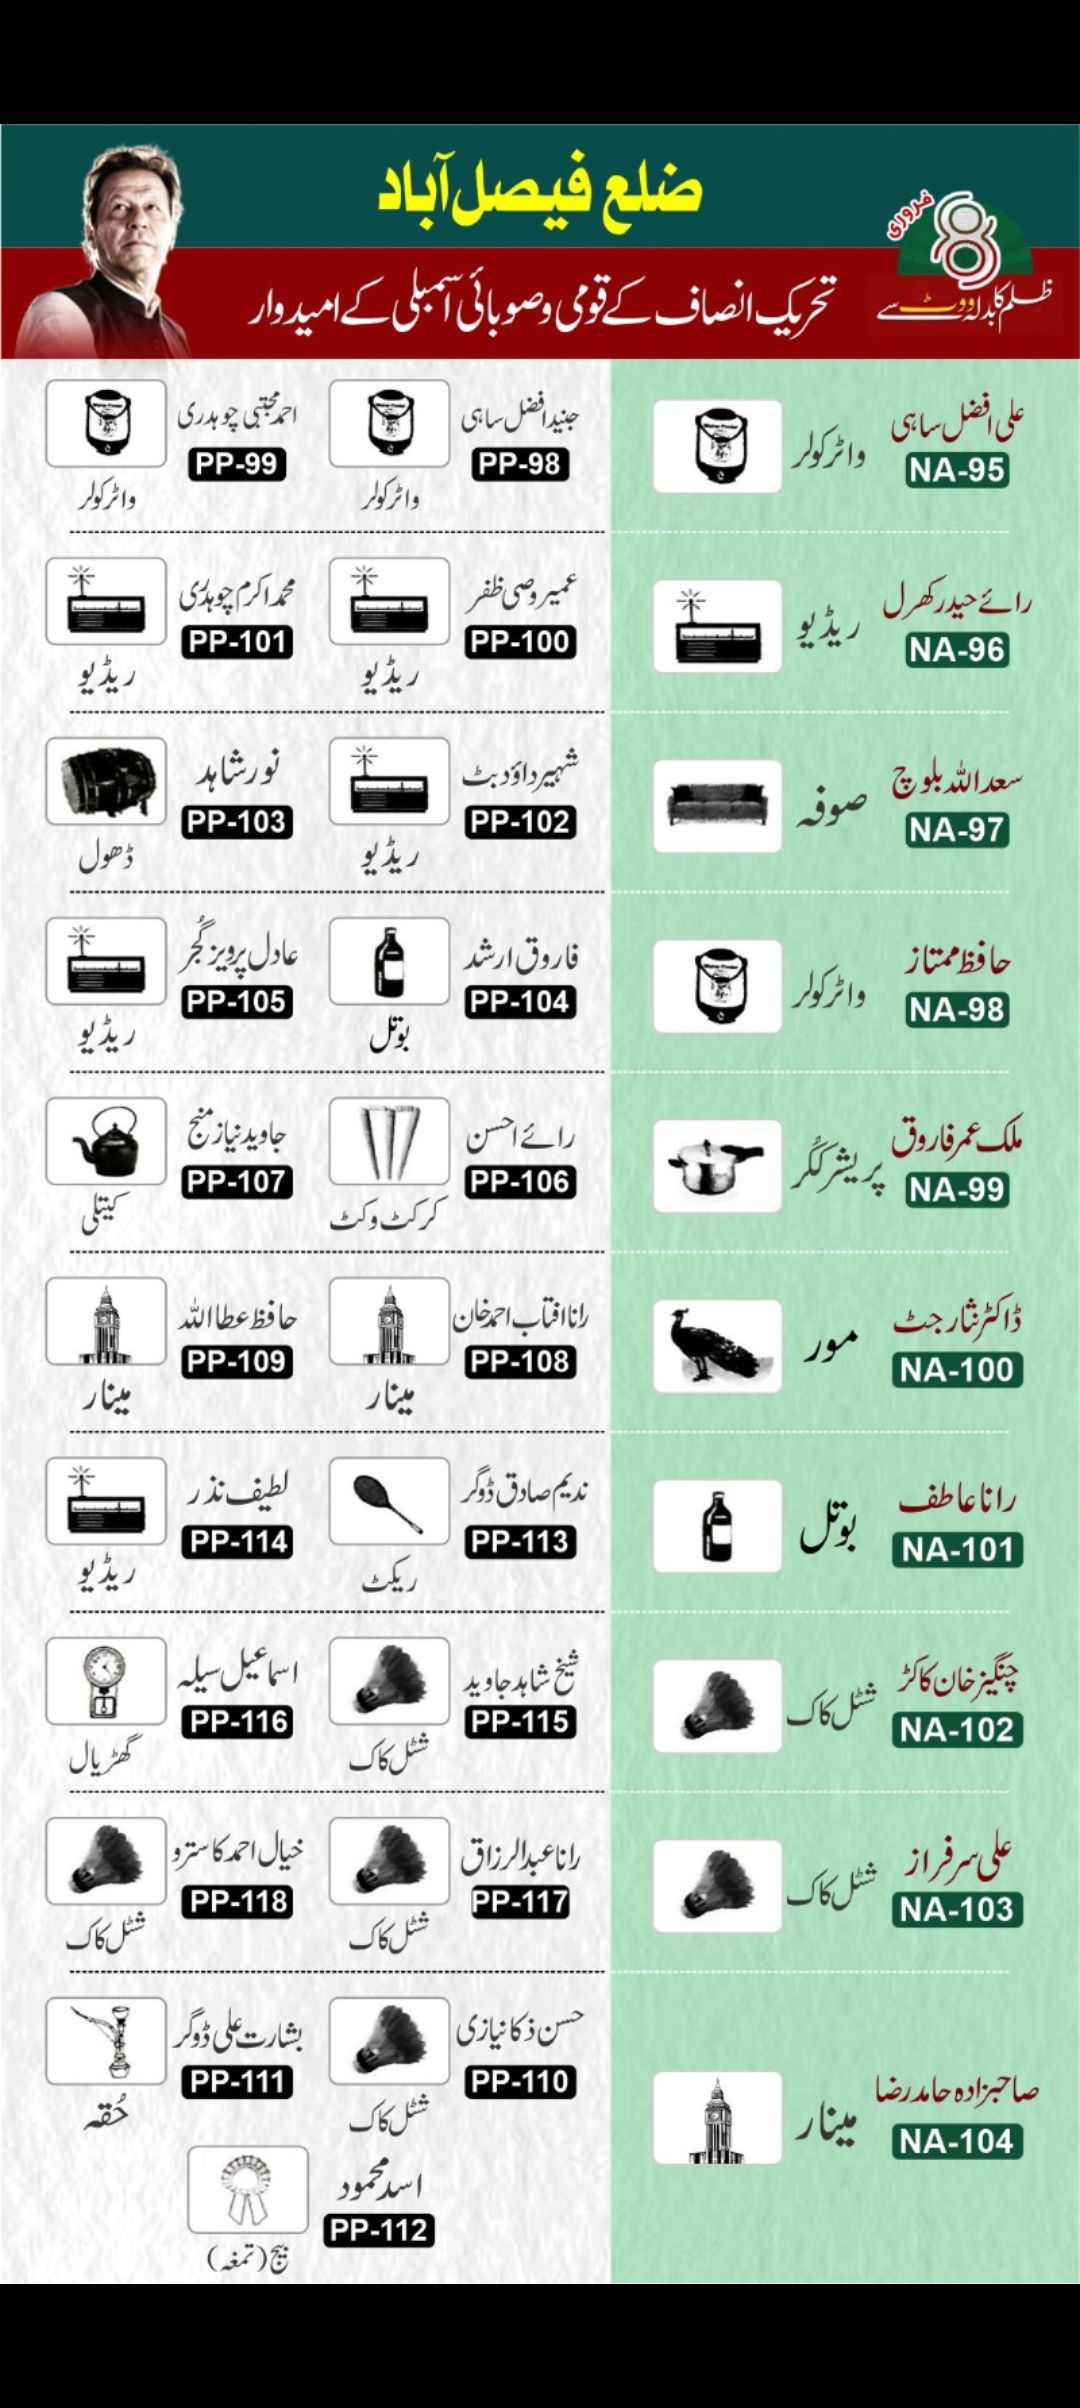 ضلع فیصل آباد
8 فروری
ظلم کا بدلہ ووٹ سے
تحریک انصاف کے قومی و صوبائی اسمبلی کے امیدوار
علی افضل ساہی
NA-95
واٹر کولر
جنید افضل ساہی
PP-98
واٹر کولر
احمد مجتبیٰ چوہدری
PP-99
واٹر کولر
رائے حیدر کھرل
NA-96
ریڈیو
عمیر وصی ظفر
PP-100
ریڈیو
محمد اکرم چوہدری
PP-101
ریڈیو
سعد اللہ بلوچ
NA-97
صوفہ
شہیر داؤد بٹ
PP-102
ریڈیو
نور شاہد
PP-103
ڈھول
حافظ ممتاز
NA-98
واٹر کولر
فاروق ارشد
PP-104
بوتل
عادل پرویز گُجر
PP-105
ریڈیو
ملک عمر فاروق
NA-99
پریشر ککُر
رائے احسن
PP-106
کرکٹ وکٹ
جاوید نیاز منج
PP-107
کیتلی
ڈاکٹر نثار جٹ
NA-100
مور
رانا افتاب احمد خان
PP-108
مینار
حافظ عطا اللہ
PP-109
مینار
رانا عاطف
NA-101
بوتل
ندیم صادق ڈوگر
PP-113
ریکٹ
لطیف نذر
PP-114
ریڈیو
چنگیز خان کاکڑ
NA-102
شٹل کاک
شیخ شاہد جاوید
PP-115
شٹل کاک
اسماعیل سیلہ
PP-116
گھڑیال
علی سرفراز
NA-103
شٹل کاک
رانا عبدالرزاق
PP-117
شٹل کاک
خیال احمد کاسترو
PP-118
شٹل کاک
صاحبزادہ حامد رضا
NA-104
مینار
حسن ذکا نیازی
PP-110
شٹل کاک
بشارت علی ڈوگر
PP-111
حُقہ
اسد محمود
PP-112
بیج (تمغہ)